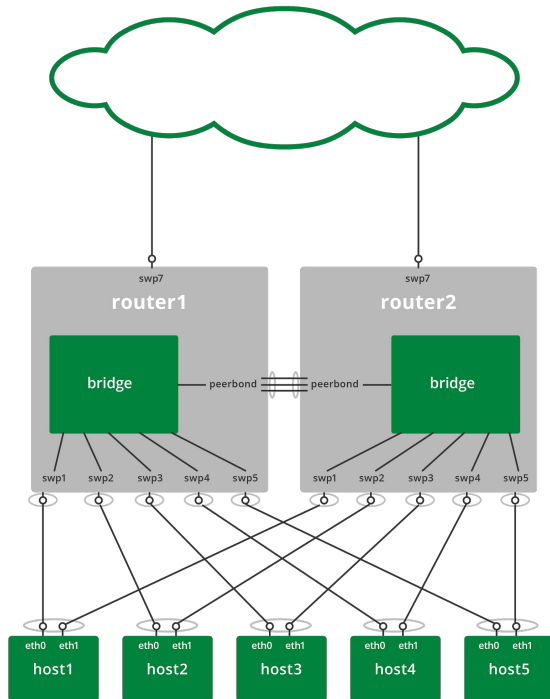 swp7 swp7
router1 router2
bridge peerbond peerbond bridge
swp1 swp2 swp3 swp4 swp5 swp1 swp2 swp3 swp4 swp5
eth0 eth1 eth0 eth1 eth0 eth1 eth0 eth1 eth0 eth1
host1 host2 host3 host4 host5